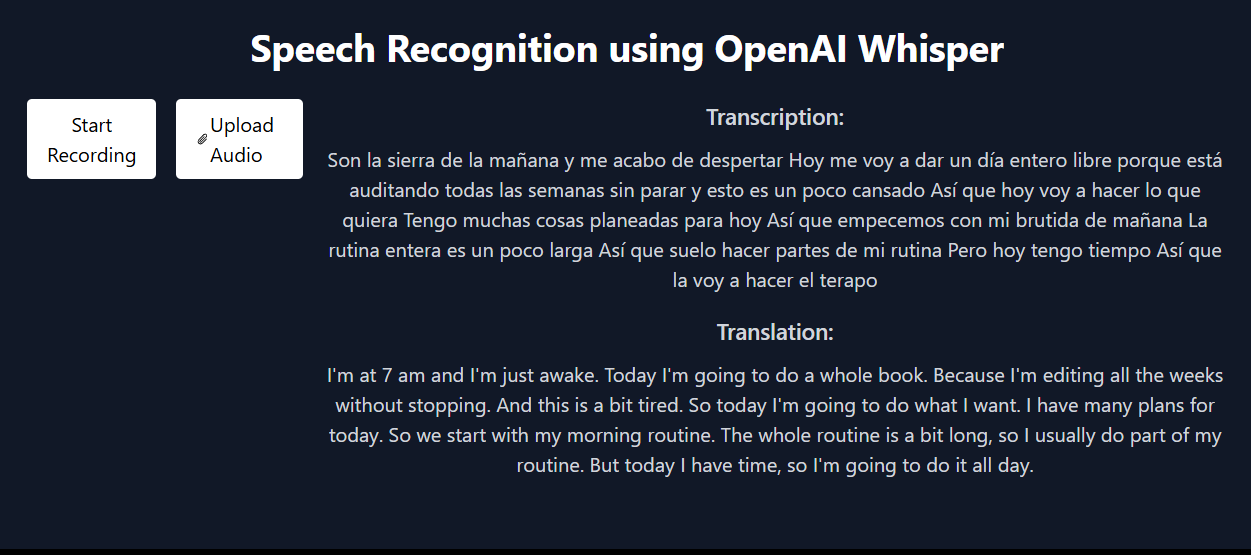 Speech Recognition using OpenAI Whisper
Start
Recording
Upload
Audio
Transcription:
Son la sierra de la mañana y me acabo de despertar Hoy me voy a dar un día entero libre porque está
auditando todas las semanas sin parar y esto es un poco cansado Así que hoy voy a hacer lo que
quiera Tengo muchas cosas planeadas para hoy Así que empecemos con mi brutida de mañana La
rutina entera es un poco larga Así que suelo hacer partes de mi rutina Pero hoy tengo tiempo Así que
la voy a hacer el terapo
Translation:
I'm at 7 am and I'm just awake. Today I'm going to do a whole book. Because I'm editing all the weeks
without stopping. And this is a bit tired. So today I'm going to do what I want. I have many plans for
today. So we start with my morning routine. The whole routine is a bit long, so I usually do part of my
routine. But today I have time, so I'm going to do it all day.